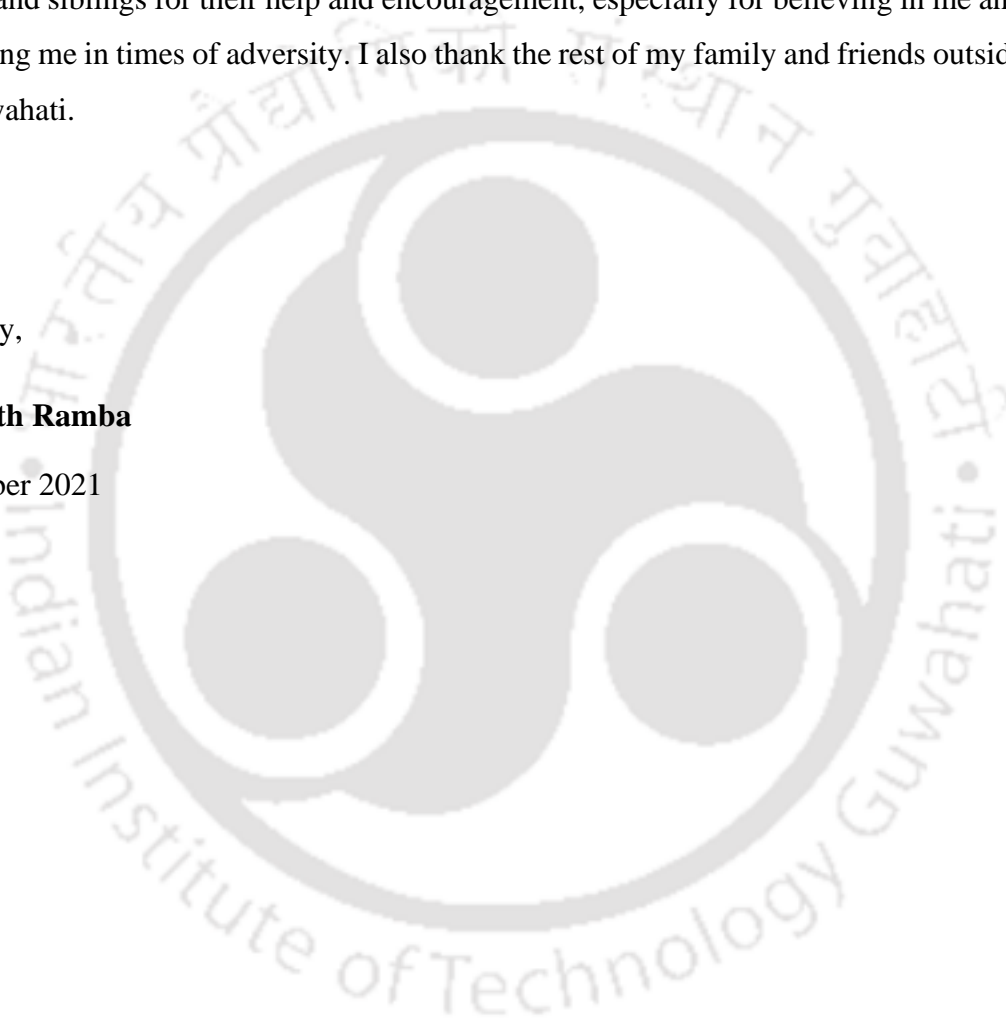 and siblings for their help and encouragement, especially for believing in me an
ng me in times of adversity. I also thank the rest of my family and friends outsid
vahati.
y,
th Ramba
ber 2021
भारतीय प्रौद्योगिकी संस्थान गुवाहाटी
Indian Institute of Technology Guwahati